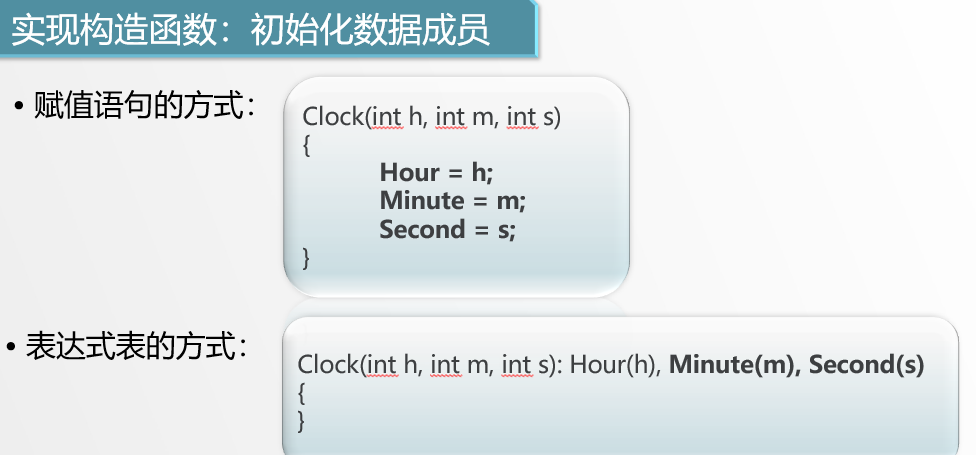 实现构造函数：初始化数据成员
• 赋值语句的方式：
Clock(int h, int m, int s)
{
Hour = h;
Minute = m;
Second = s;
}
• 表达式表的方式：
Clock(int h, int m, int s): Hour(h), Minute(m), Second(s)
{
}